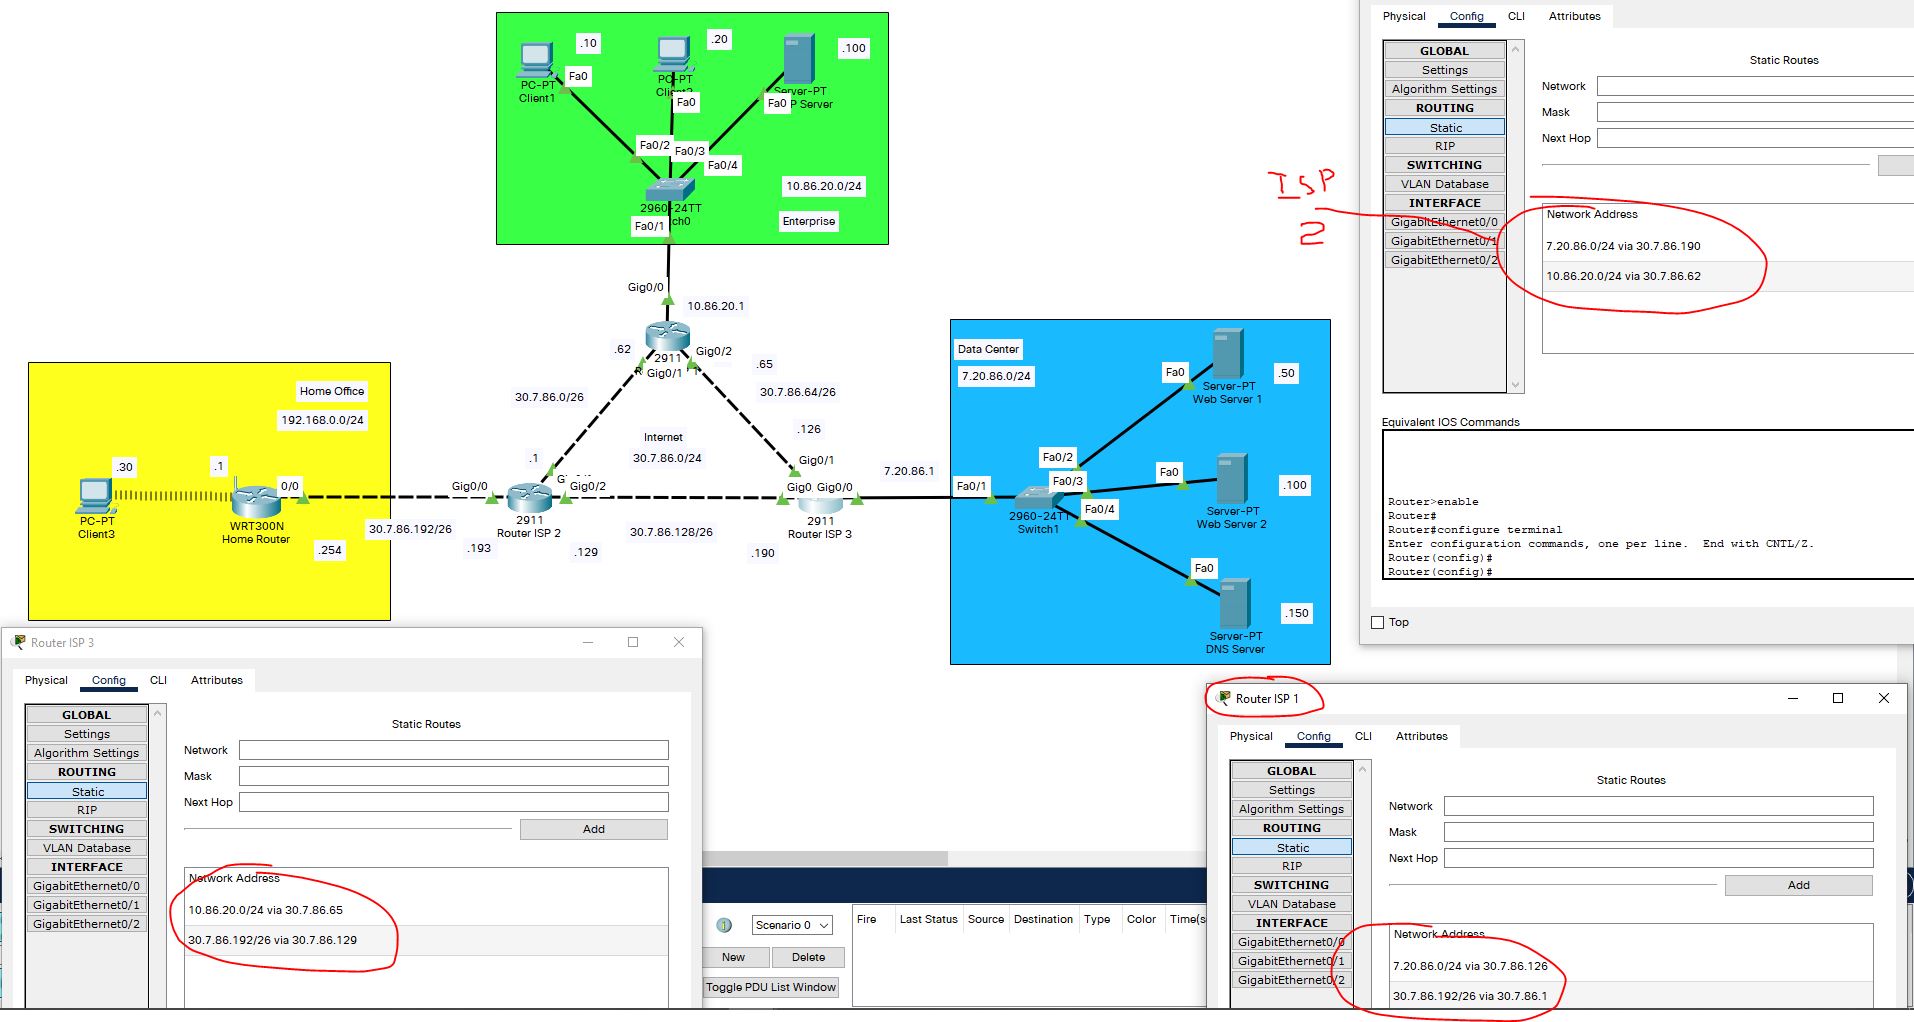 .10
.20
.100
Fa0
PC-PT
Client1
PC-PT
Fa0
Server-PT
Fa0
P Server
Fa0/2
Fa0/3
Fa0/4
10.86.20.0/24
2960-24TT
ch0
Enterprise
Fa0/1
Gig0/0
10.86.20.1
.62
2911
Gig0/1
Gig0/2
.65
30.7.86.0/26
30.7.86.64/26
.126
Internet
30.7.86.0/24
.1
Gig0/1
Home Office
192.168.0.0/24
.30
.1
0/0
PC-PT
Client3
WRT300N
Home Router
.254
30.7.86.192/26
.193
Gig0/0
Gig0/2
2911
Router ISP 2
.129
30.7.86.128/26
.190
Gig0
Gig0/0
2911
Router ISP 3
7.20.86.1
Data Center
7.20.86.0/24
Fa0
.50
Server-PT
Web Server 1
Fa0/1
Fa0/2
Fa0/3
Fa0/4
2960-24TT
Switch1
Fa0
.100
Server-PT
Web Server 2
Fa0
.150
Server-PT
DNS Server
ISP
2
Physical Config CLI Attributes
GLOBAL
Settings
Algorithm Settings
ROUTING
Static
RIP
SWITCHING
VLAN Database
INTERFACE
GigabitEthernet0/0
GigabitEthernet0/1
GigabitEthernet0/2
Static Routes
Network
Mask
Next Hop
Network Address
7.20.86.0/24 via 30.7.86.190
10.86.20.0/24 via 30.7.86.62
Equivalent IOS Commands
Router>enable
Router#
Router#configure terminal
Enter configuration commands, one per line. End with CNTL/Z.
Router(config)#
Router(config)#
Top
Router ISP 3
Physical Config CLI Attributes
GLOBAL
Settings
Algorithm Settings
ROUTING
Static
RIP
SWITCHING
VLAN Database
INTERFACE
GigabitEthernet0/0
GigabitEthernet0/1
GigabitEthernet0/2
Static Routes
Network
Mask
Next Hop
Add
Network Address
10.86.20.0/24 via 30.7.86.65
30.7.86.192/26 via 30.7.86.129
Scenario 0
New
Delete
Toggle PDU List Window
Fire Last Status Source Destination Type Color Time(s
Router ISP 1
Physical Config CLI Attributes
GLOBAL
Settings
Algorithm Settings
ROUTING
Static
RIP
SWITCHING
VLAN Database
INTERFACE
GigabitEthernet0/0
GigabitEthernet0/1
GigabitEthernet0/2
Static Routes
Network
Mask
Next Hop
Add
Network Address
7.20.86.0/24 via 30.7.86.126
30.7.86.192/26 via 30.7.86.1